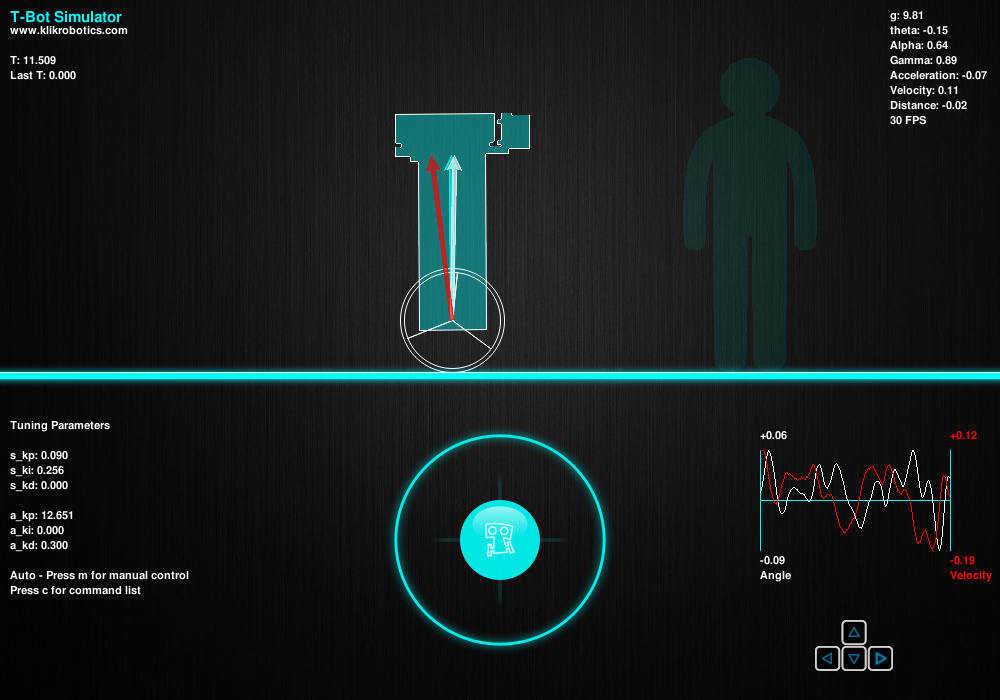 T-Bot Simulator
www.klikrobotics.com
T: 11.509
Last T: 0.000
g: 9.81
theta: -0.15
Alpha: 0.64
Gamma: 0.89
Acceleration: -0.07
Velocity: 0.11
Distance: -0.02
30 FPS
Tuning Parameters
s_kp: 0.090
s_ki: 0.256
s_kd: 0.000
a_kp: 12.651
a_ki: 0.000
a_kd: 0.300
Auto - Press m for manual control
Press c for command list
+0.06
+0.12
-0.09
-0.19
Angle
Velocity